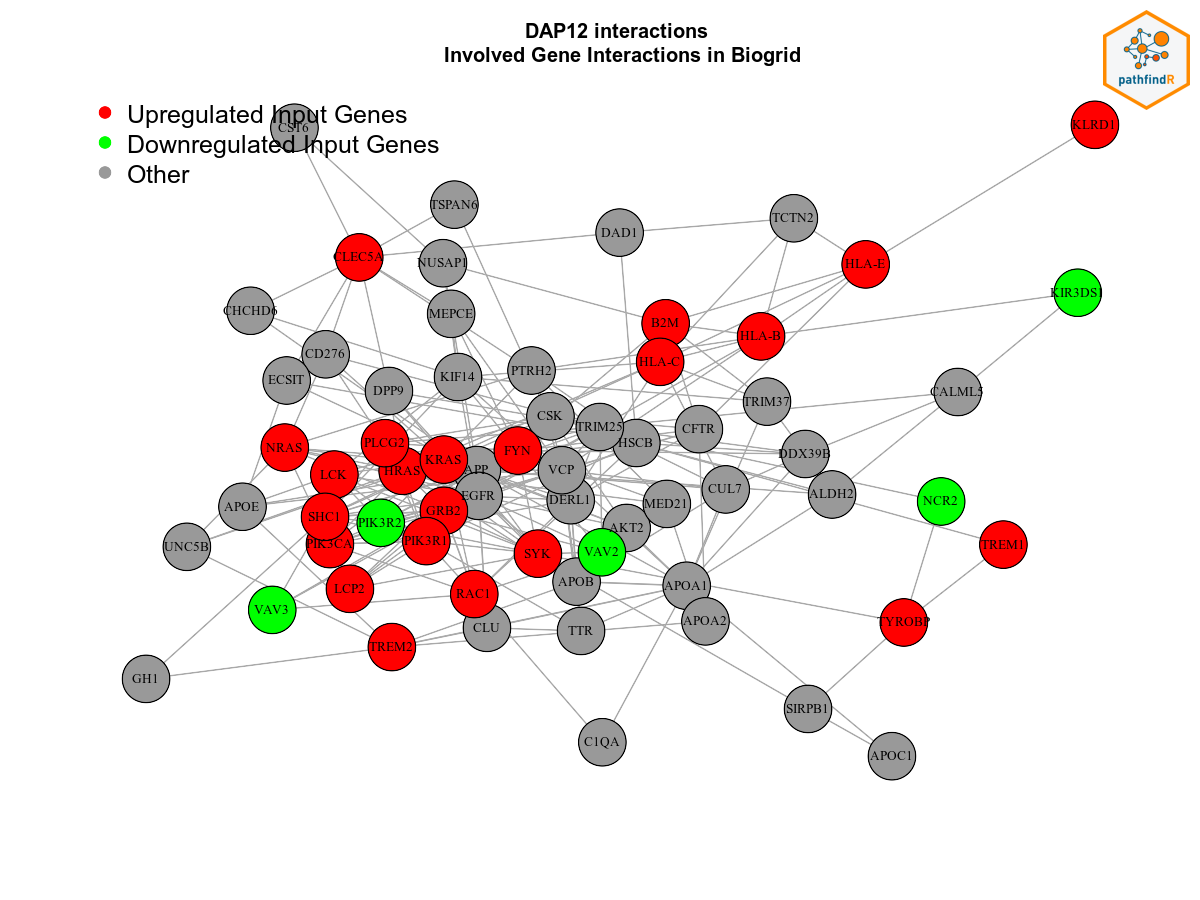 DAP12 interactions
Involved Gene Interactions in Biogrid
pathfindR
Upregulated Input Genes
Downregulated Input Genes
Other
CST6
KLRD1
TSPAN6
TCTN2
DAD1
CLEC5A
NUSAP1
HLA-E
KIR3DS1
CHCHD6
MEPCE
B2M
HLA-B
CD276
HLA-C
PTRH2
ECSIT
KIF14
DPP9
CALML5
TRIM37
CSK
TRIM25
CFTR
NRAS
PLCG2
HSCB
FYN
DDX39B
KRAS
LCK
HRAS
APP
VCP
CUL7
ALDH2
EGFR
DERL1
MED21
NCR2
APOE
GRB2
SHC1
PIK3R2
AKT2
UNC5B
PIK3CA
PIK3R1
SYK
VAV2
TREM1
LCP2
APOB
APOA1
RAC1
VAV3
CLU
TTR
APOA2
TYROBP
TREM2
GH1
SIRPB1
C1QA
APOC1